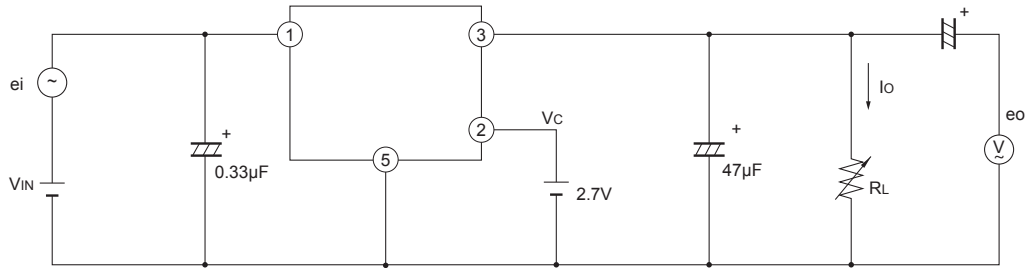 +
1
3
ei
~
IO
VC
2
eo
+
+
V
~
5
0.33µF
47µF
VIN
2.7V
RL